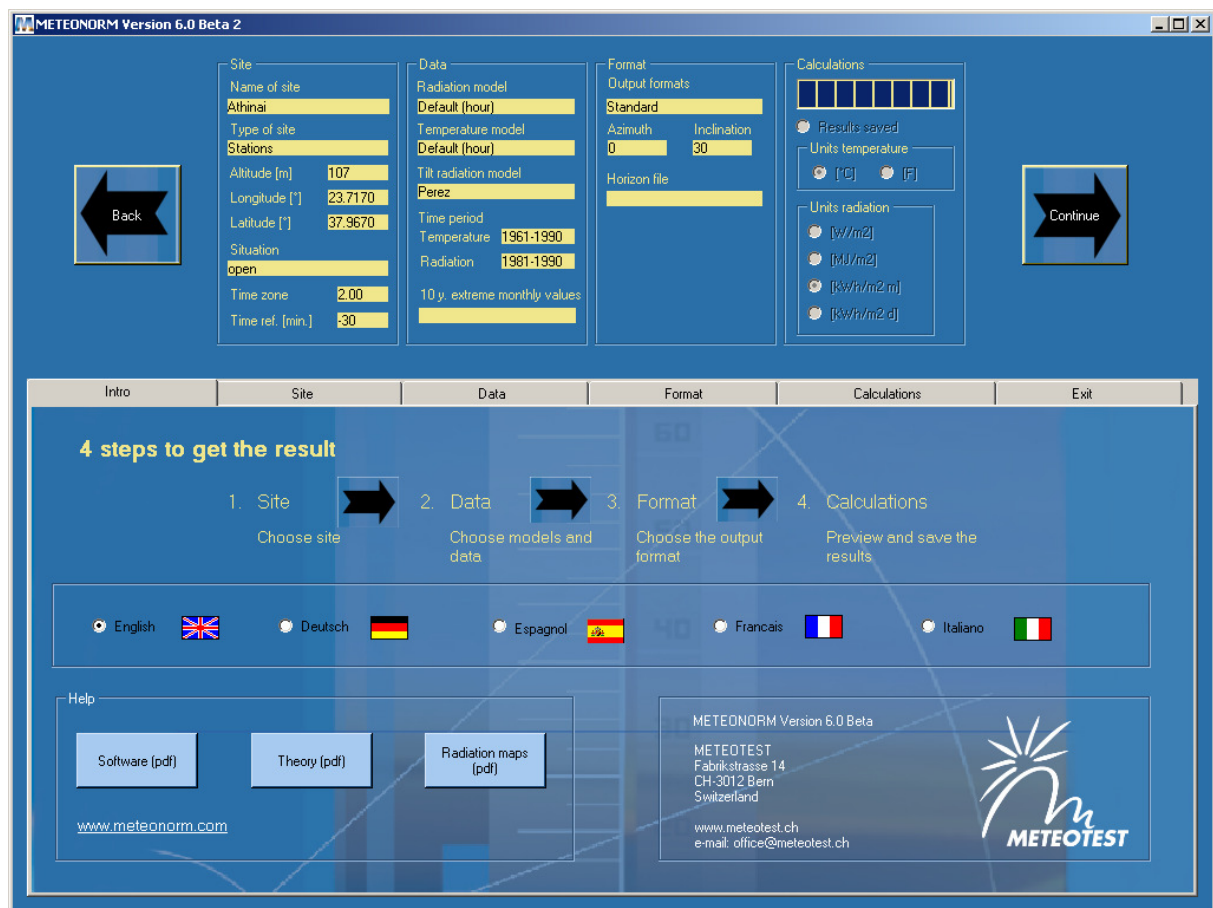 METEONORM Version 6.0 Beta 2
Back
Site
Name of site
Athinai
Type of site
Stations
Altitude [m] 107
Longitude [°] 23.7170
Latitude [°] 37.9670
Situation
open
Time zone 2.00
Time ref. [min.] -30
Data
Radiation model
Default (hour)
Temperature model
Default (hour)
Tilt radiation model
Perez
Time period
Temperature 1961-1990
Radiation 1981-1990
10 y. extreme monthly values
Format
Output formats
Standard
Azimuth Inclination
0 30
Horizon file
Calculations
Results saved
Units temperature
[°C] [F]
Units radiation
[W/m2]
[MJ/m2]
[kWh/m2 m]
[kWh/m2 d]
Continue
Intro Site Data Format Calculations Exit
4 steps to get the result
1. Site 2. Data 3. Format 4. Calculations
Choose site
Choose models and
data
Choose the output
format
Preview and save the
results
English Deutsch Espagnol Francais Italiano
Help
Software (pdf) Theory (pdf) Radiation maps
(pdf)
www.meteonorm.com
METEONORM Version 6.0 Beta
METEOTEST
Fabrikstrasse 14
CH-3012 Bern
Switzerland
www.meteotest.ch
e-mail: office@meteotest.ch
METEOTEST
60
40
30